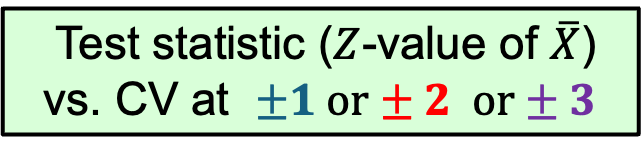 Test statistic (Z-value of X̄)
vs. CV at ±1 or ± 2 or ± 3